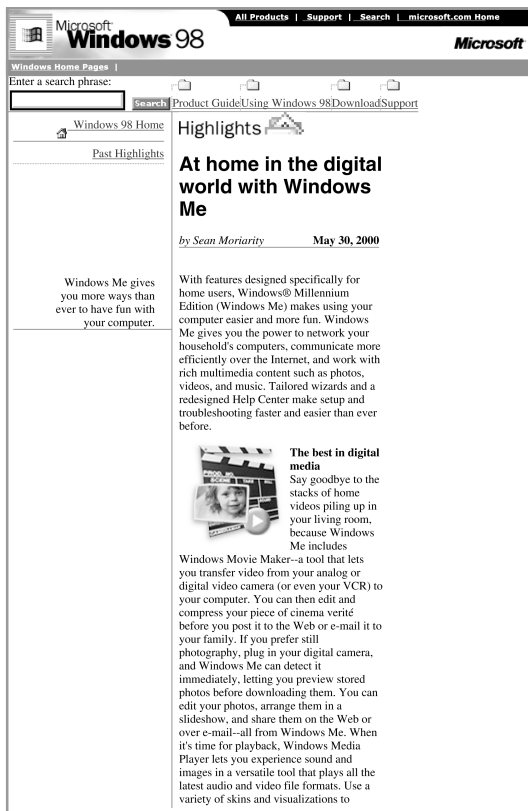 All Products | Support | Search | microsoft.com Home
Microsoft
Windows 98
Microsoft
Windows Home Pages |
Enter a search phrase:
Search Product Guide Using Windows 98 Download Support
Windows 98 Home
Past Highlights
Windows Me gives
you more ways than
ever to have fun with
your computer.
Highlights
At home in the digital
world with Windows
Me
by Sean Moriarity May 30, 2000
With features designed specifically for
home users, Windows® Millennium
Edition (Windows Me) makes using your
computer easier and more fun. Windows
Me gives you the power to network your
household's computers, communicate more
efficiently over the Internet, and work with
rich multimedia content such as photos,
videos, and music. Tailored wizards and a
redesigned Help Center make setup and
troubleshooting faster and easier than ever
before.
PROD. NO.
SCENE TAKE
The best in digital
media
Say goodbye to the
stacks of home
videos piling up in
your living room,
because Windows
Me includes
Windows Movie Maker--a tool that lets
you transfer video from your analog or
digital video camera (or even your VCR) to
your computer. You can then edit and
compress your piece of cinema verité
before you post it to the Web or e-mail it to
your family. If you prefer still
photography, plug in your digital camera,
and Windows Me can detect it
immediately, letting you preview stored
photos before downloading them. You can
edit your photos, arrange them in a
slideshow, and share them on the Web or
over e-mail--all from Windows Me. When
it's time for playback, Windows Media
Player lets you experience sound and
images in a versatile tool that plays all the
latest audio and video file formats. Use a
variety of skins and visualizations to